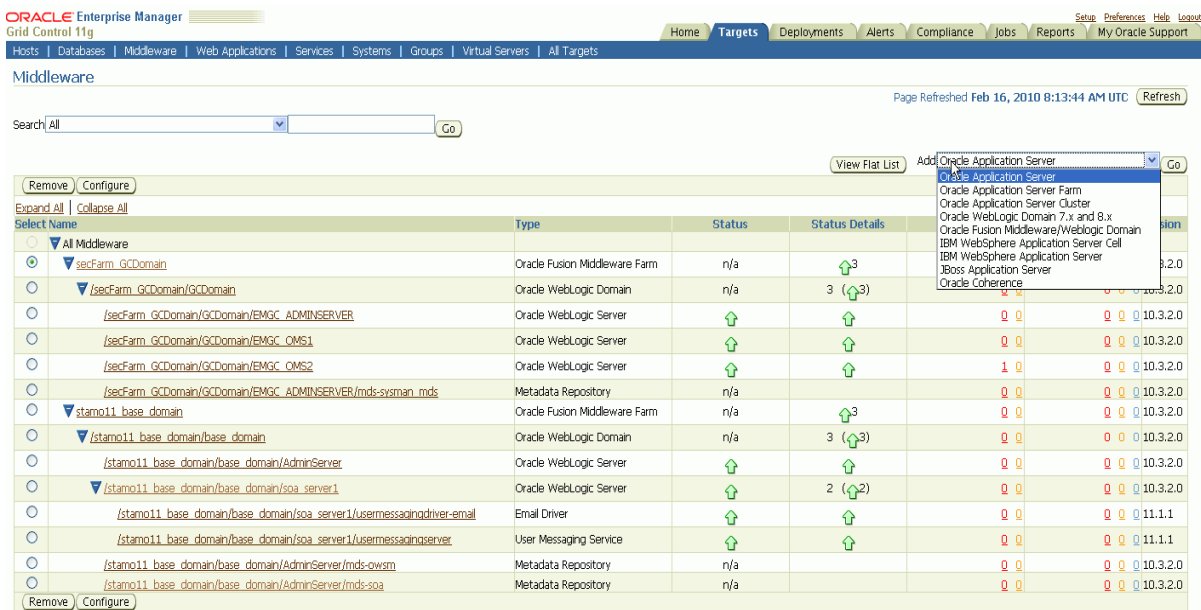 ORACLE Enterprise Manager
Grid Control 11g
Setup Preferences Help Logout
Home Targets Deployments Alerts Compliance Jobs Reports My Oracle Support
Hosts | Databases | Middleware | Web Applications | Services | Systems | Groups | Virtual Servers | All Targets
Middleware
Page Refreshed Feb 16, 2010 8:13:44 AM UTC Refresh
Search All Go
View Flat List Add Oracle Application Server Go
Oracle Application Server
Oracle Application Server Farm
Oracle Application Server Cluster
Oracle WebLogic Domain 7.x and 8.x
Oracle Fusion Middleware/Weblogic Domain
IBM WebSphere Application Server Cell
IBM WebSphere Application Server
JBoss Application Server
Oracle Coherence
Remove Configure
Expand All | Collapse All
Select Name Type Status Status Details sion
All Middleware
secFarm_GCDomain Oracle Fusion Middleware Farm n/a 3 3.2.0
/secFarm_GCDomain/GCDomain Oracle WebLogic Domain n/a 3 (3) 0 0 0 0 0 10.3.2.0
/secFarm_GCDomain/GCDomain/EMGC_ADMINSERVER Oracle WebLogic Server 0 0 0 0 0 10.3.2.0
/secFarm_GCDomain/GCDomain/EMGC_OMS1 Oracle WebLogic Server 0 0 0 0 0 10.3.2.0
/secFarm_GCDomain/GCDomain/EMGC_OMS2 Oracle WebLogic Server 1 0 0 0 0 10.3.2.0
/secFarm_GCDomain/GCDomain/EMGC_ADMINSERVER/mds-sysman_mds Metadata Repository n/a 0 0 0 0 0 10.3.2.0
stamo11_base_domain Oracle Fusion Middleware Farm n/a 3 0 0 0 0 0 10.3.2.0
/stamo11_base_domain/base_domain Oracle WebLogic Domain n/a 3 (3) 0 0 0 0 0 10.3.2.0
/stamo11_base_domain/base_domain/AdminServer Oracle WebLogic Server 0 0 0 0 0 10.3.2.0
/stamo11_base_domain/base_domain/soa_server1 Oracle WebLogic Server 2 (2) 0 0 0 0 0 10.3.2.0
/stamo11_base_domain/base_domain/soa_server1/usermessagingdriver-email Email Driver 0 0 0 0 0 11.1.1
/stamo11_base_domain/base_domain/soa_server1/usermessagingserver User Messaging Service 0 0 0 0 0 11.1.1
/stamo11_base_domain/base_domain/AdminServer/mds-owsm Metadata Repository n/a 0 0 0 0 0 10.3.2.0
/stamo11_base_domain/base_domain/AdminServer/mds-soa Metadata Repository n/a 0 0 0 0 0 10.3.2.0
Remove Configure